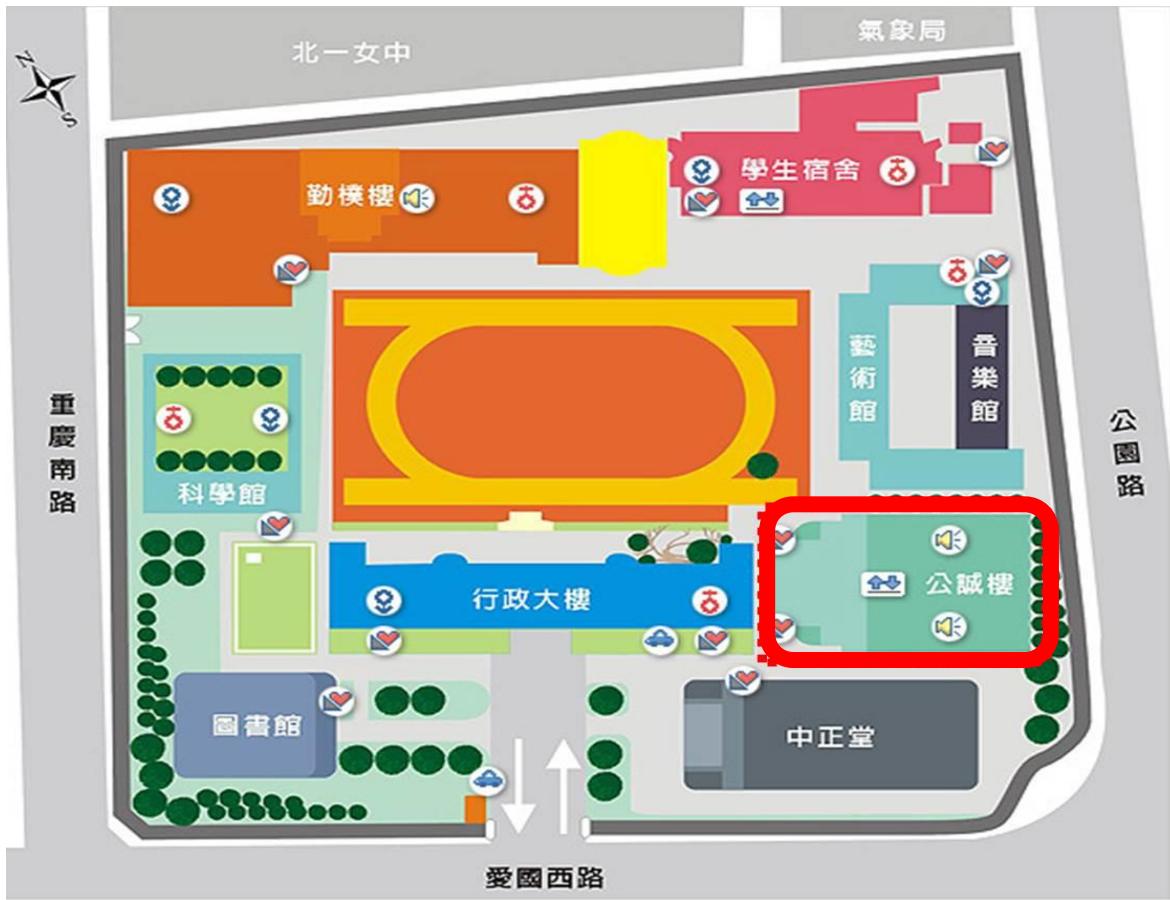 北一女中
氣象局
N
S
勤樸樓
學生宿舍
藝術館
音樂館
重慶南路
公園路
科學館
行政大樓
公誠樓
圖書館
中正堂
愛國西路